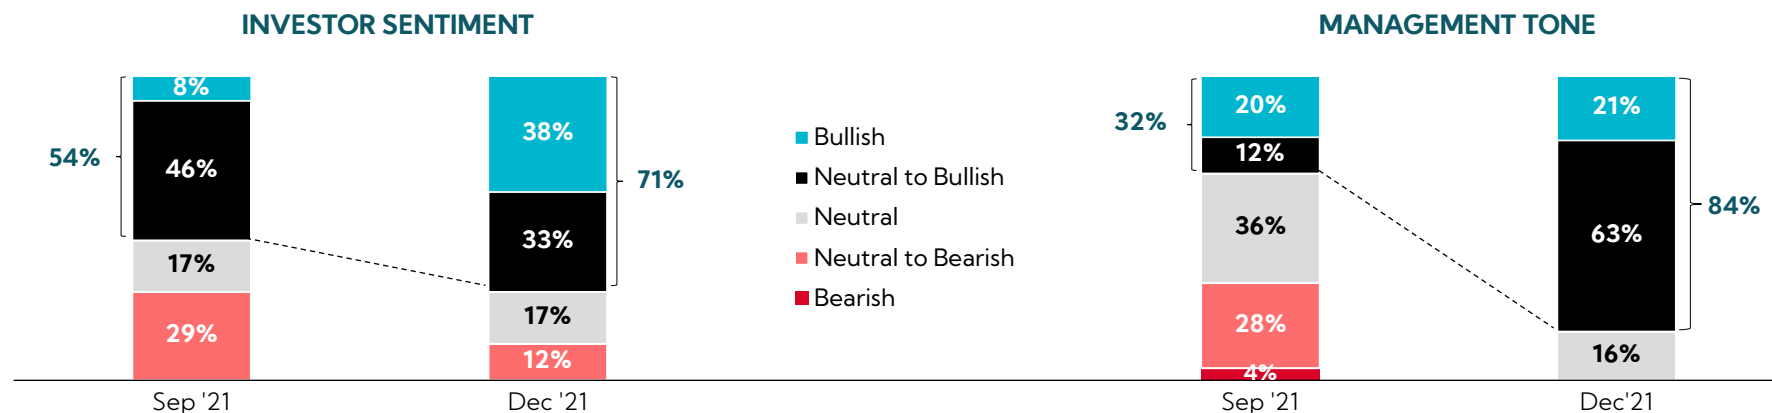 INVESTOR SENTIMENT
8%
46%
17%
29%
54%
Sep '21
38%
33%
17%
12%
71%
Dec '21
Bullish
Neutral to Bullish
Neutral
Neutral to Bearish
Bearish
MANAGEMENT TONE
32%
20%
12%
36%
28%
4%
Sep '21
21%
63%
16%
84%
Dec'21